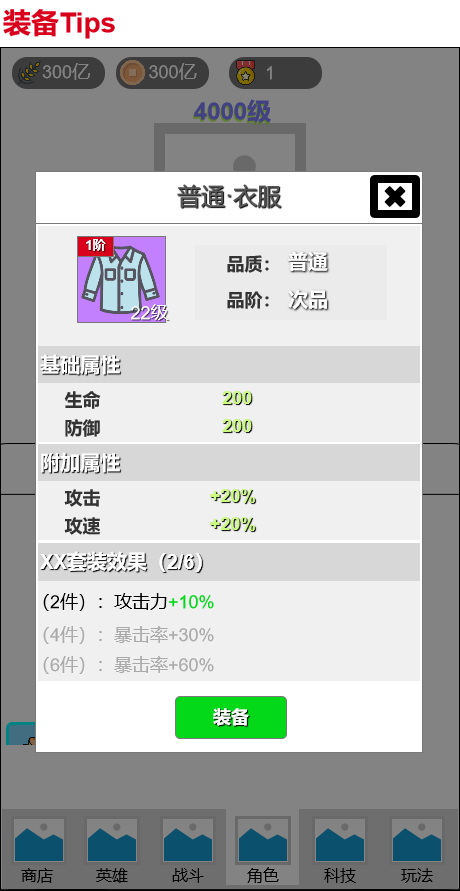 装备Tips
300亿 300亿 1
4000级
普通·衣服
1阶
22级
品质： 普通
品阶： 次品
基础属性
生命 200
防御 200
附加属性
攻击 +20%
攻速 +20%
XX套装效果（2/6）
（2件）：攻击力+10%
（4件）：暴击率+30%
（6件）：暴击率+60%
装备
商店 英雄 战斗 角色 科技 玩法